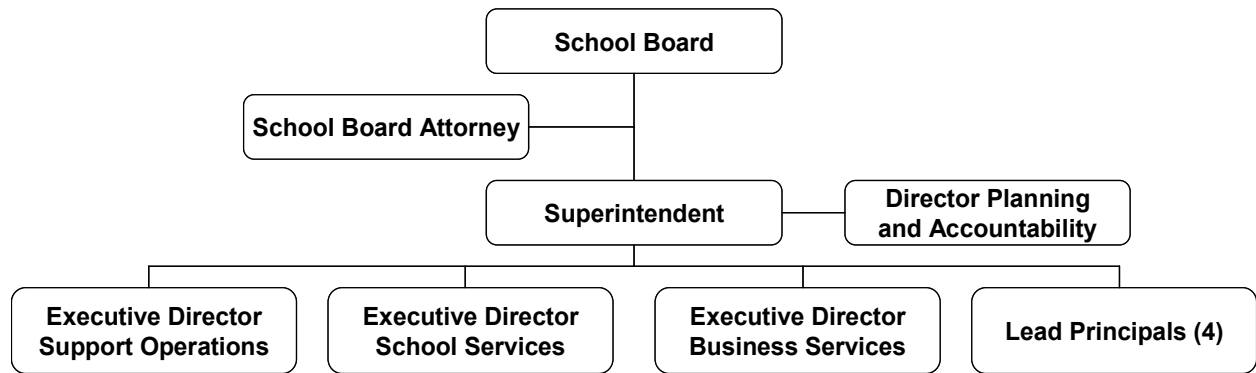 School Board
School Board Attorney
Superintendent
Director Planning
and Accountability
Executive Director
Support Operations
Executive Director
School Services
Executive Director
Business Services
Lead Principals (4)